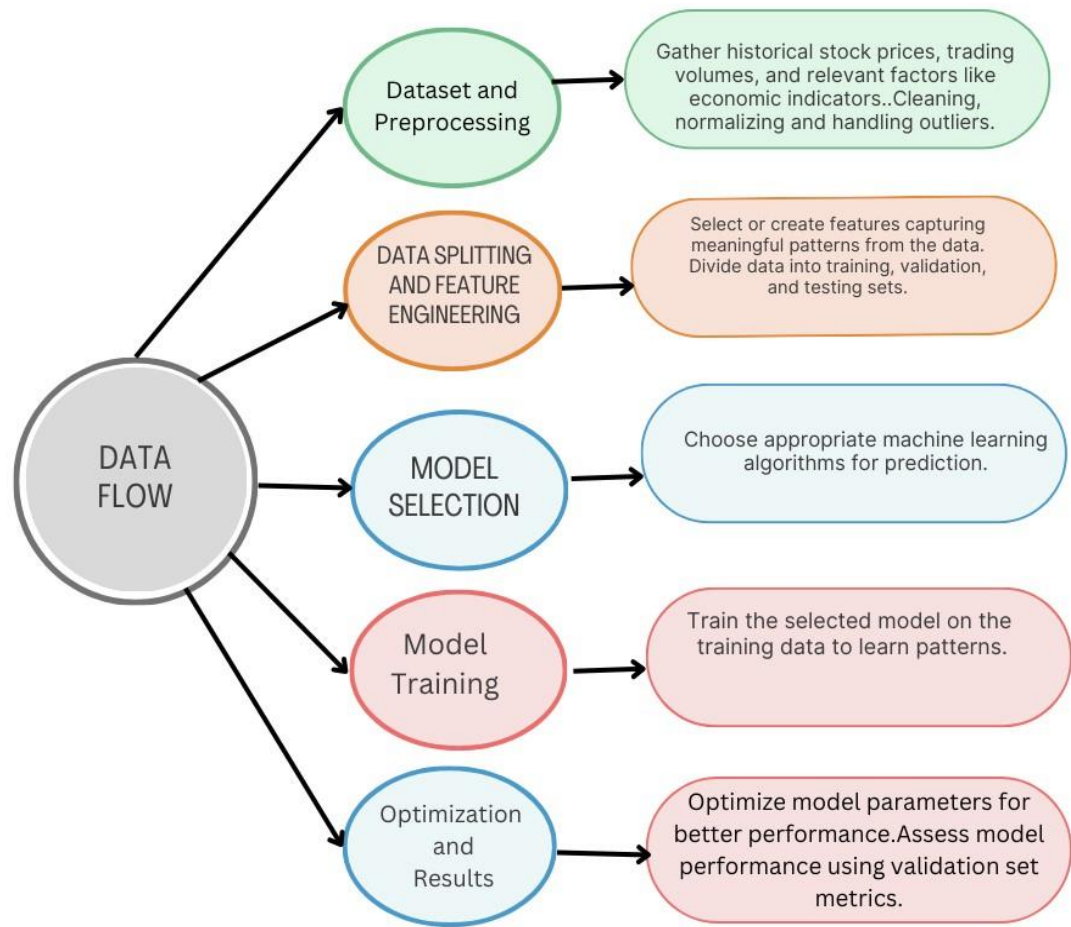 Dataset and
Preprocessing
Gather historical stock prices, trading
volumes, and relevant factors like
economic indicators..Cleaning,
normalizing and handling outliers.
DATA SPLITTING
AND FEATURE
ENGINEERING
Select or create features capturing
meaningful patterns from the data.
Divide data into training, validation,
and testing sets.
DATA
FLOW
MODEL
SELECTION
Choose appropriate machine learning
algorithms for prediction.
Model
Training
Train the selected model on the
training data to learn patterns.
Optimization
and
Results
Optimize model parameters for
better performance.Assess model
performance using validation set
metrics.